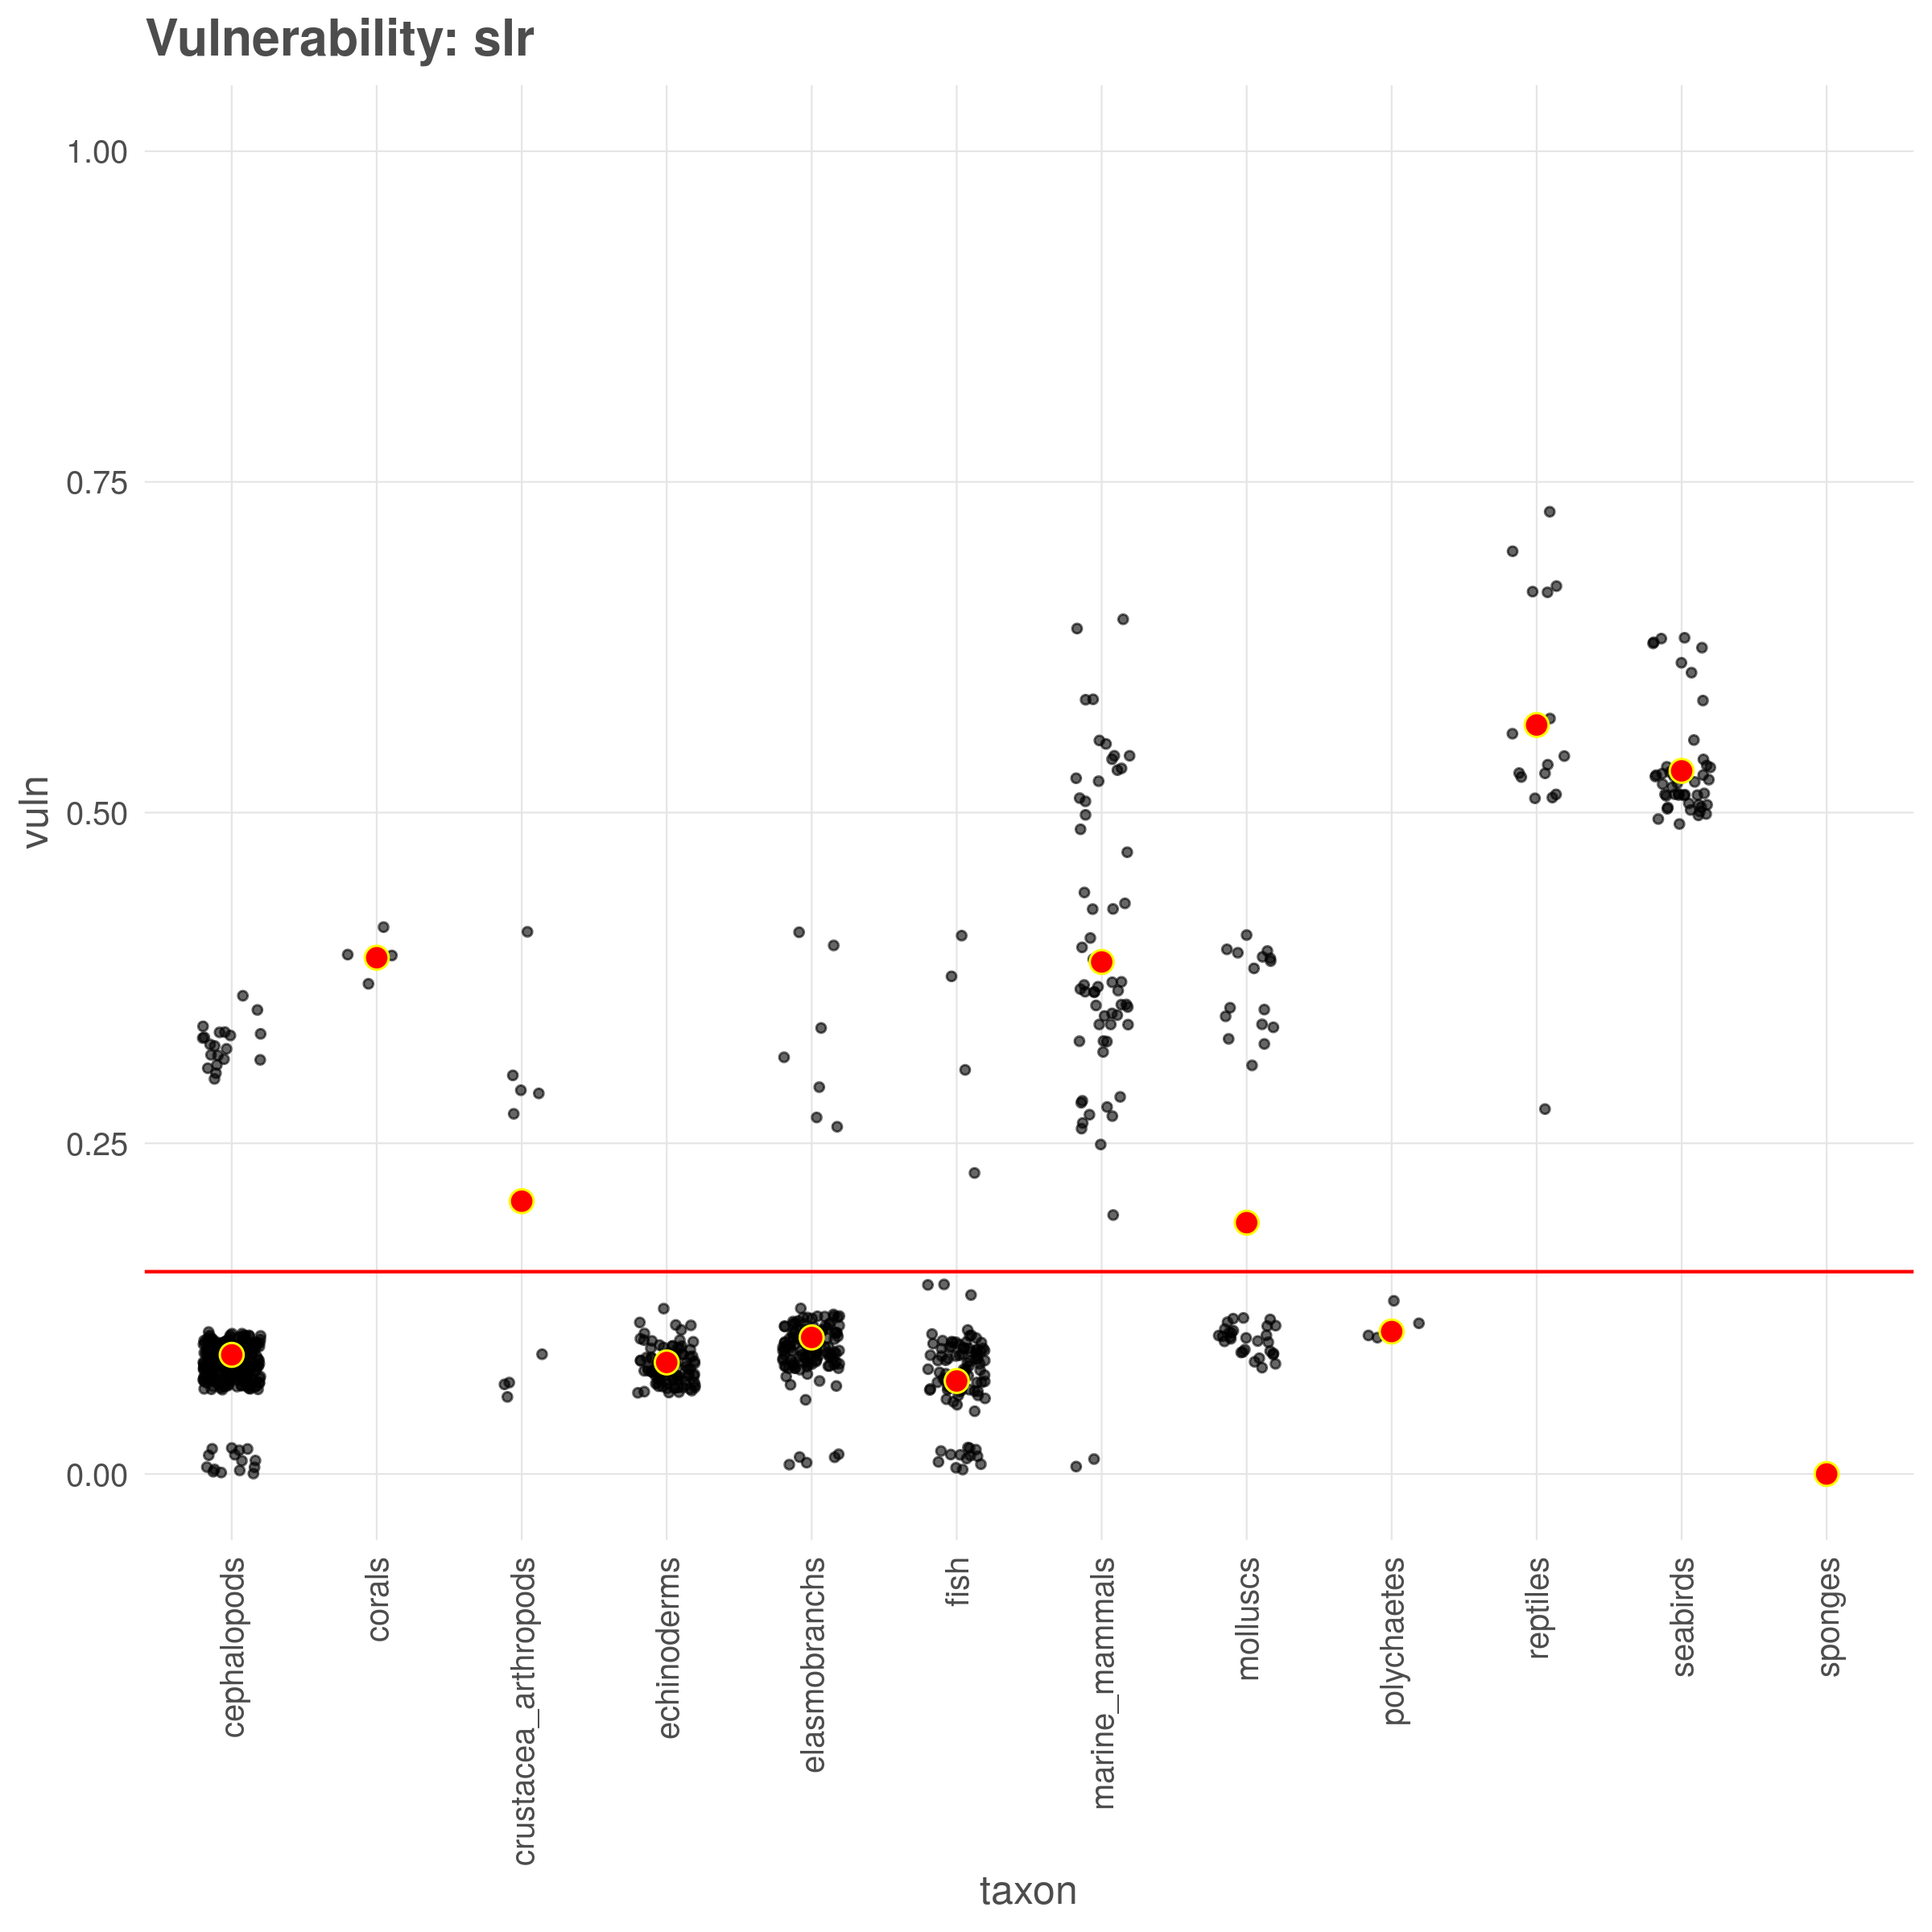 Vulnerability: slr
1.00
0.75
0.50
0.25
0.00
vuln
cephalopods
corals
crustacea_arthropods
echinoderms
elasmobranchs
fish
marine_mammals
molluscs
polychaetes
reptiles
seabirds
sponges
taxon